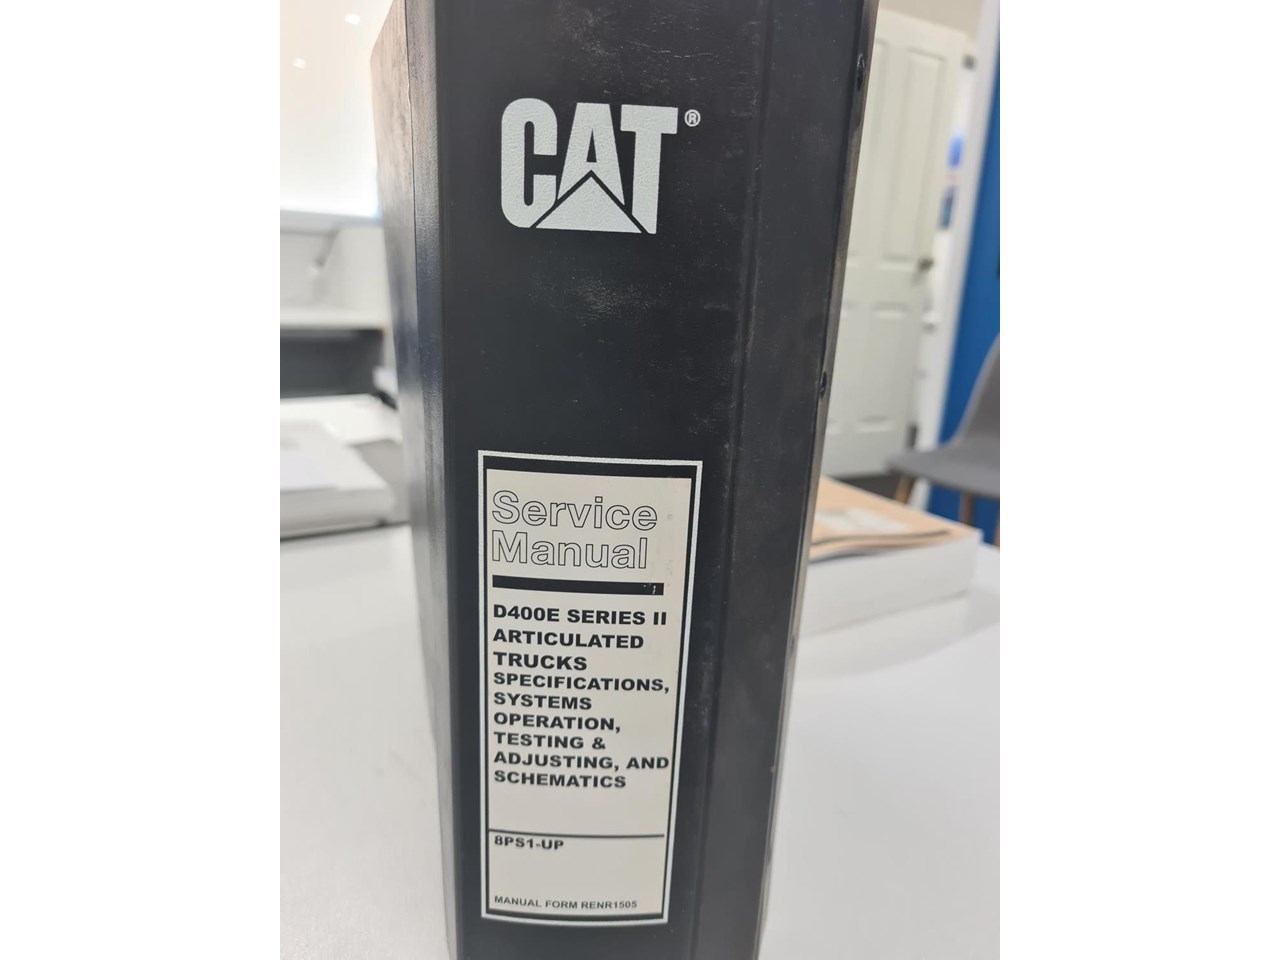 CAT®
Service
Manual
D400E SERIES II
ARTICULATED
TRUCKS
SPECIFICATIONS,
SYSTEMS
OPERATION,
TESTING &
ADJUSTING, AND
SCHEMATICS
8PS1-UP
MANUAL FORM RENR1505